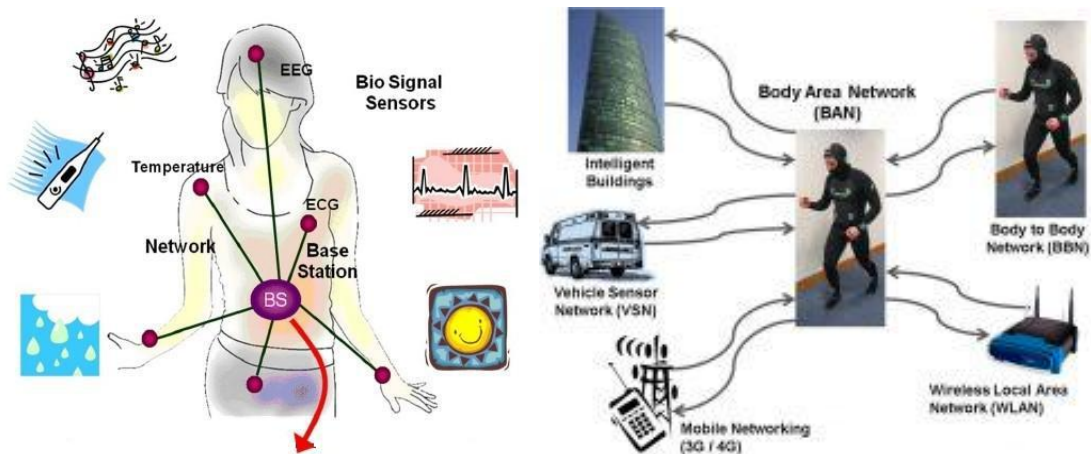 EEG
Bio Signal
Sensors
Temperature
ECG
Network
Base
Station
BS
Body Area Network
(BAN)
Intelligent
Buildings
Body to Body
Network (BBN)
Vehicle Sensor
Network (VSN)
Wireless Local Area
Network (WLAN)
Mobile Networking
(3G / 4G)